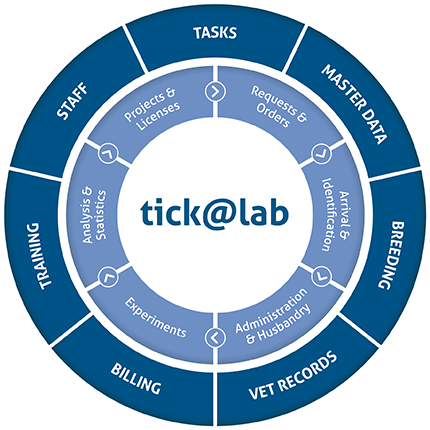 TASKS
MASTER DATA
BREEDING
VET RECORDS
BILLING
TRAINING
STAFF
Projects &
Licenses
Requests &
Orders
Arrival &
Identification
Administration
& Husbandry
Experiments
Analysis &
Statistics
tick@lab